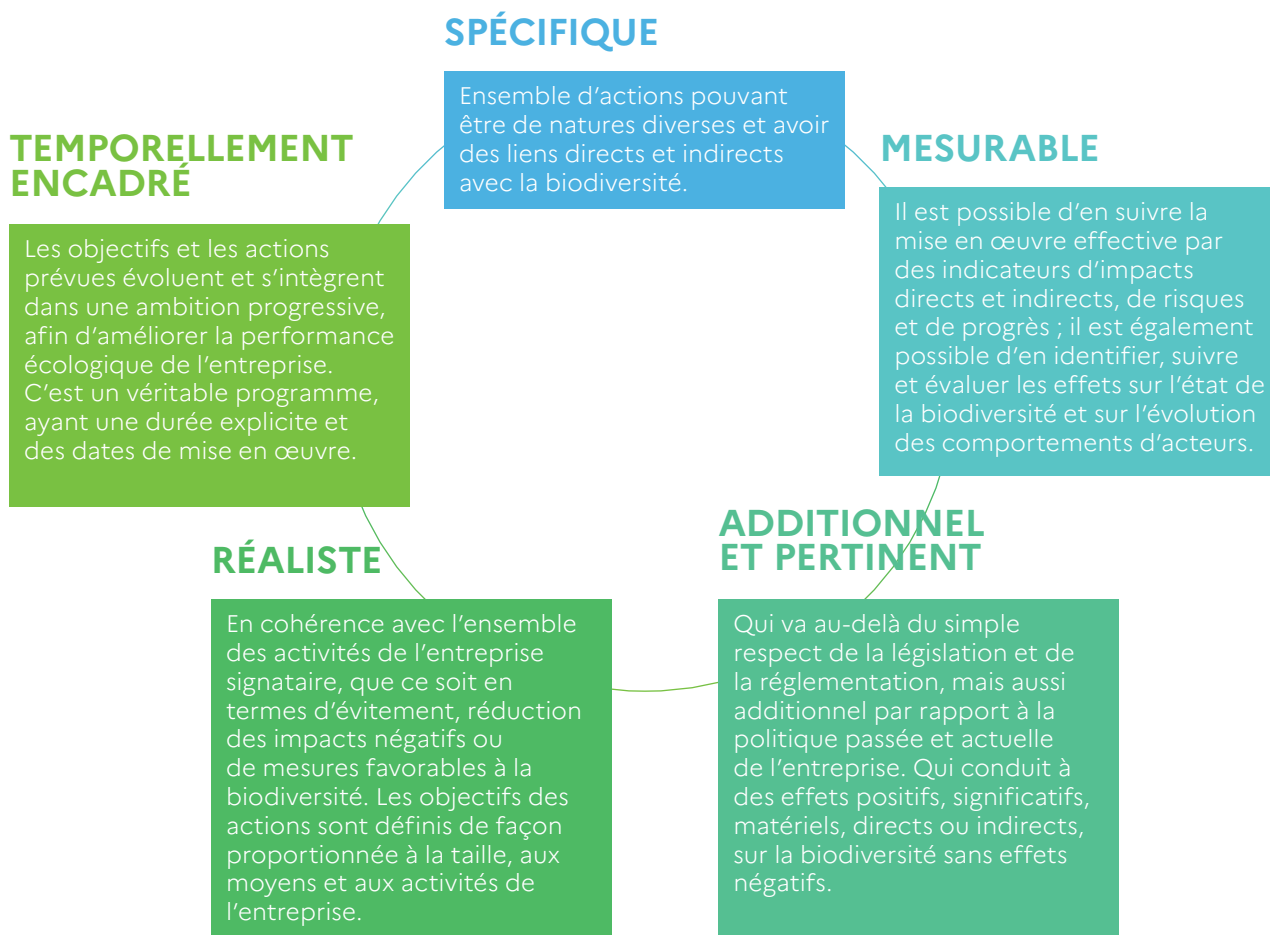 SPÉCIFIQUE
Ensemble d’actions pouvant
être de natures diverses et avoir
des liens directs et indirects
avec la biodiversité.
MESURABLE
Il est possible d’en suivre la
mise en œuvre effective par
des indicateurs d’impacts
directs et indirects, de risques
et de progrès ; il est également
possible d’en identifier, suivre
et évaluer les effets sur l’état de
la biodiversité et sur l’évolution
des comportements d’acteurs.
ADDITIONNEL
ET PERTINENT
Qui va au-delà du simple
respect de la législation et de
la réglementation, mais aussi
additionnel par rapport à la
politique passée et actuelle
de l’entreprise. Qui conduit à
des effets positifs, significatifs,
matériels, directs ou indirects,
sur la biodiversité sans effets
négatifs.
RÉALISTE
En cohérence avec l’ensemble
des activités de l’entreprise
signataire, que ce soit en
termes d’évitement, réduction
des impacts négatifs ou
de mesures favorables à la
biodiversité. Les objectifs des
actions sont définis de façon
proportionnée à la taille, aux
moyens et aux activités de
l’entreprise.
TEMPORELLEMENT
ENCADRÉ
Les objectifs et les actions
prévues évoluent et s’intègrent
dans une ambition progressive,
afin d’améliorer la performance
écologique de l’entreprise.
C’est un véritable programme,
ayant une durée explicite et
des dates de mise en œuvre.